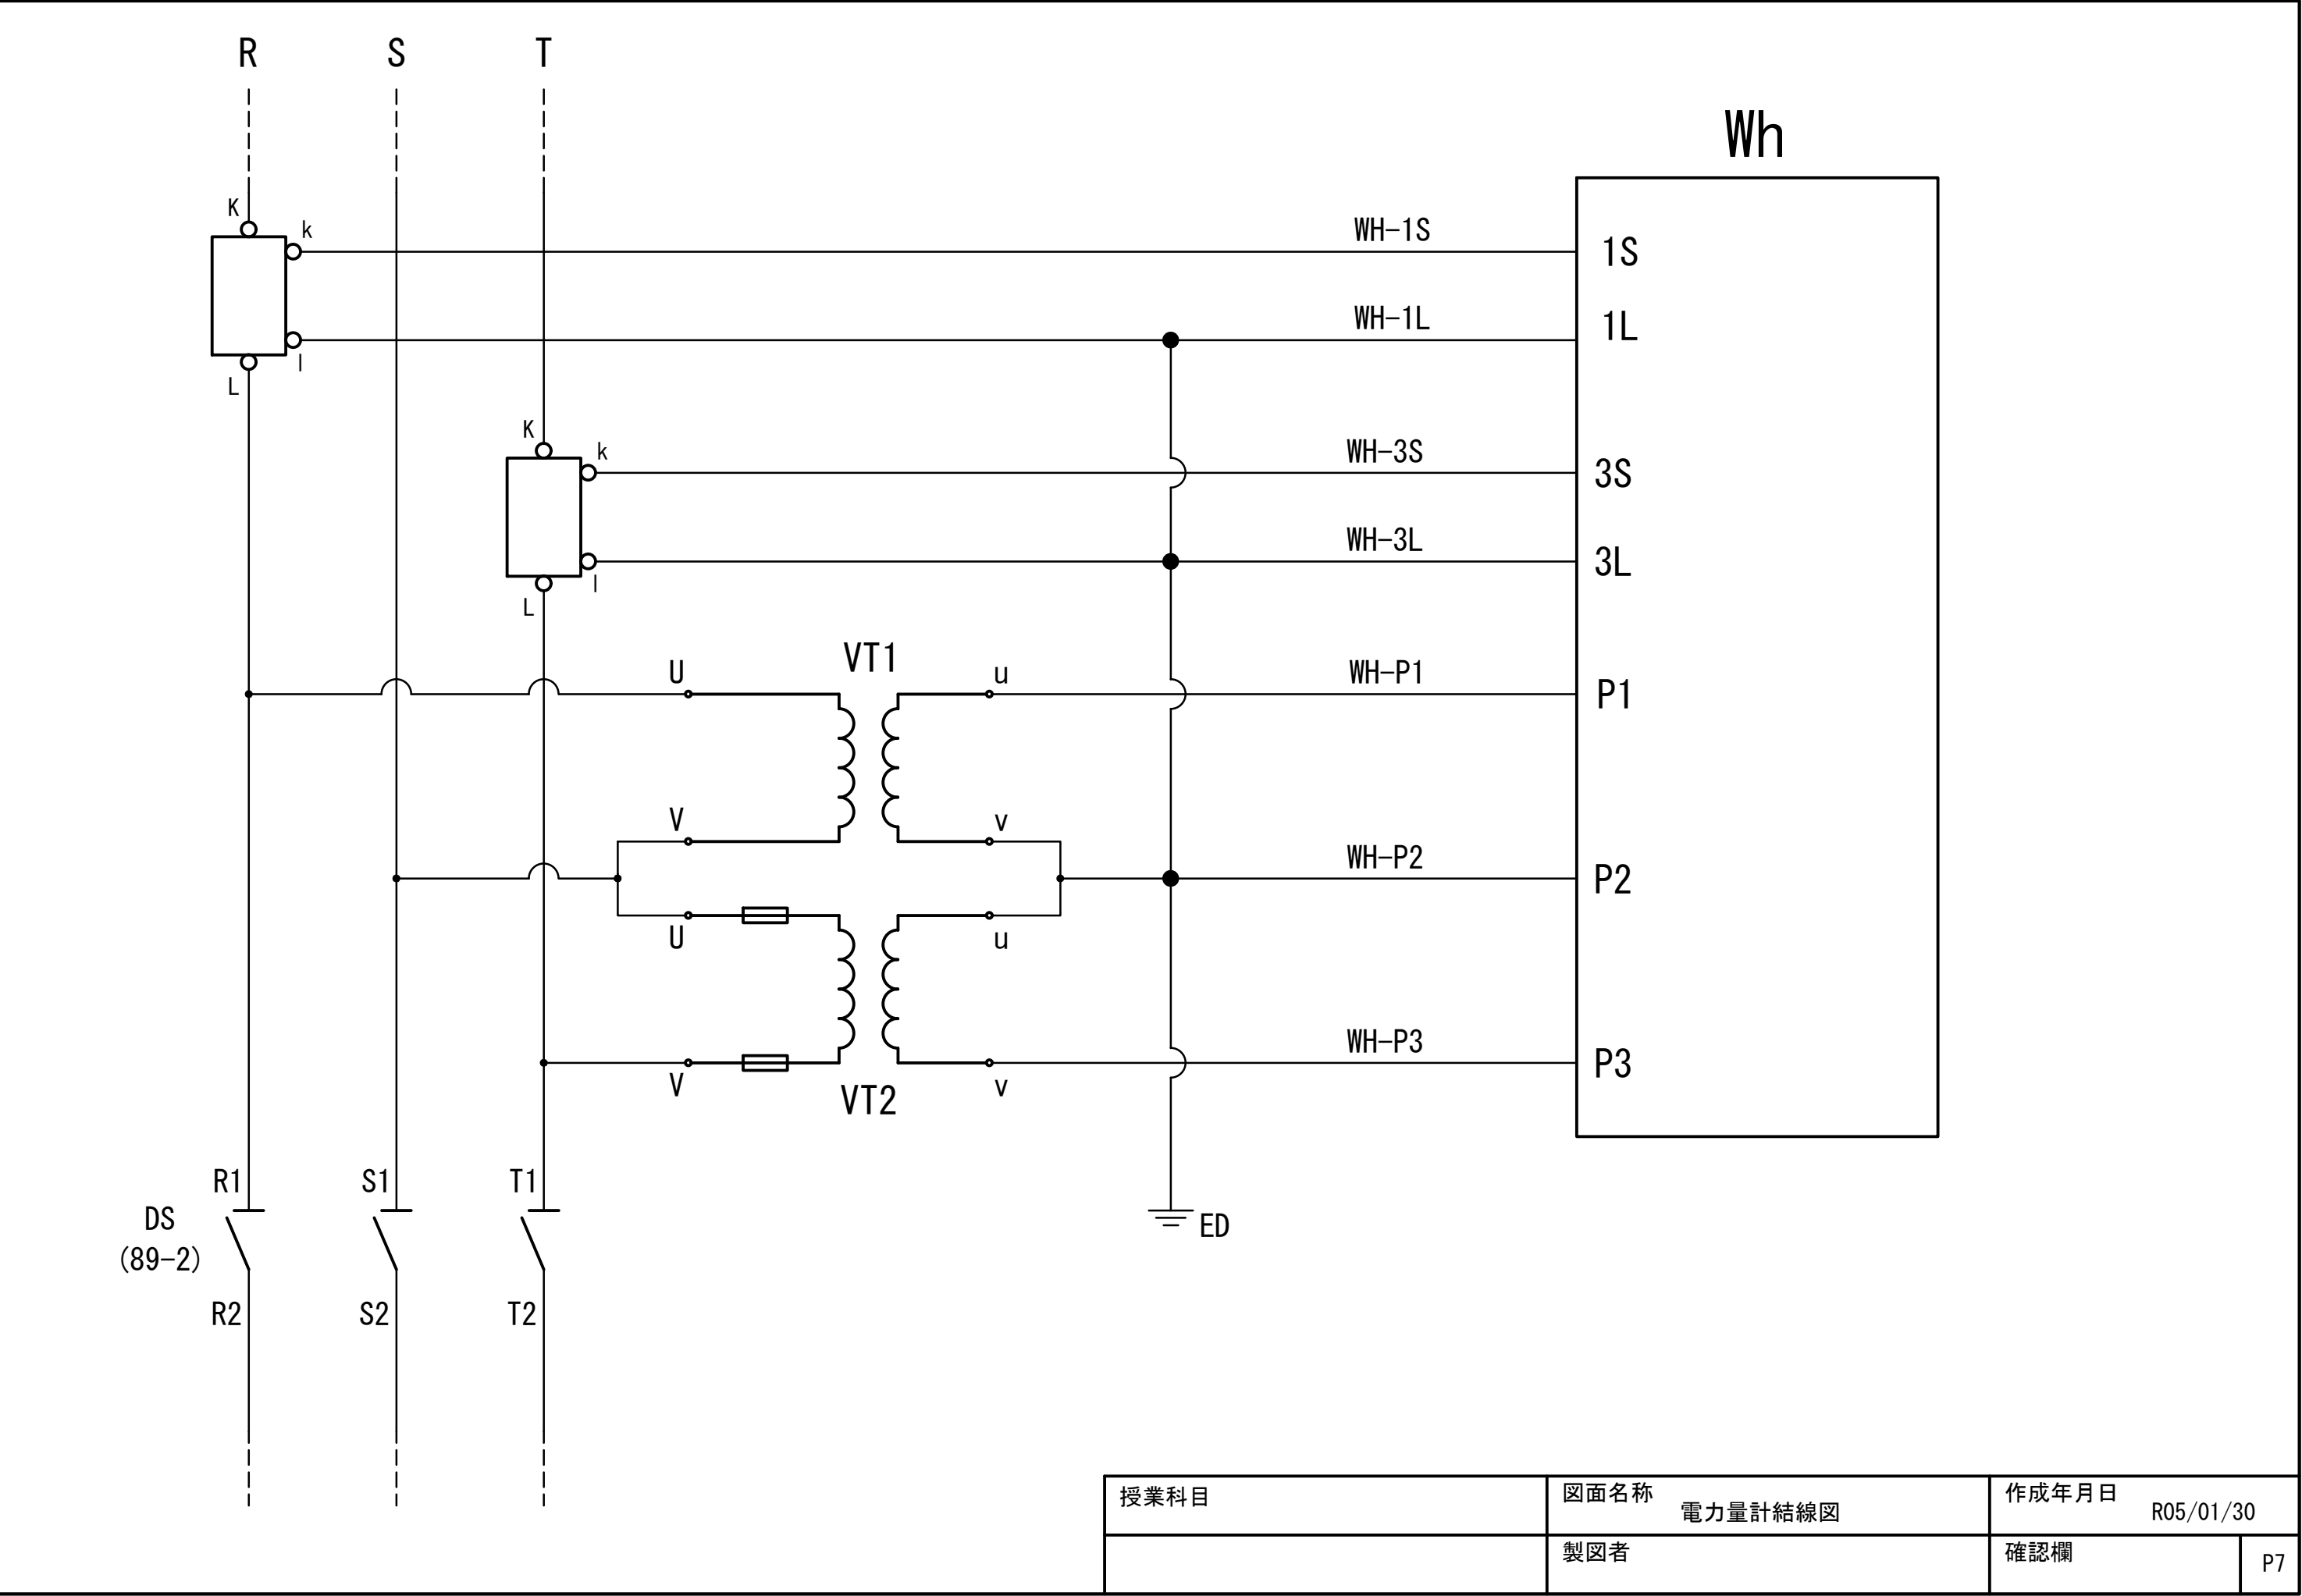 R S T
Wh
K
k
WH-1S
1S
WH-1L
1L
l
L
K
k
WH-3S
3S
WH-3L
3L
l
L
VT1
U
u
WH-P1
P1
V
v
WH-P2
P2
U
u
WH-P3
P3
V
v
VT2
R1 S1 T1
DS
(89-2)
ED
R2 S2 T2
授業科目
図面名称
電力量計結線図
作成年月日
R05/01/30
製図者
確認欄
P7